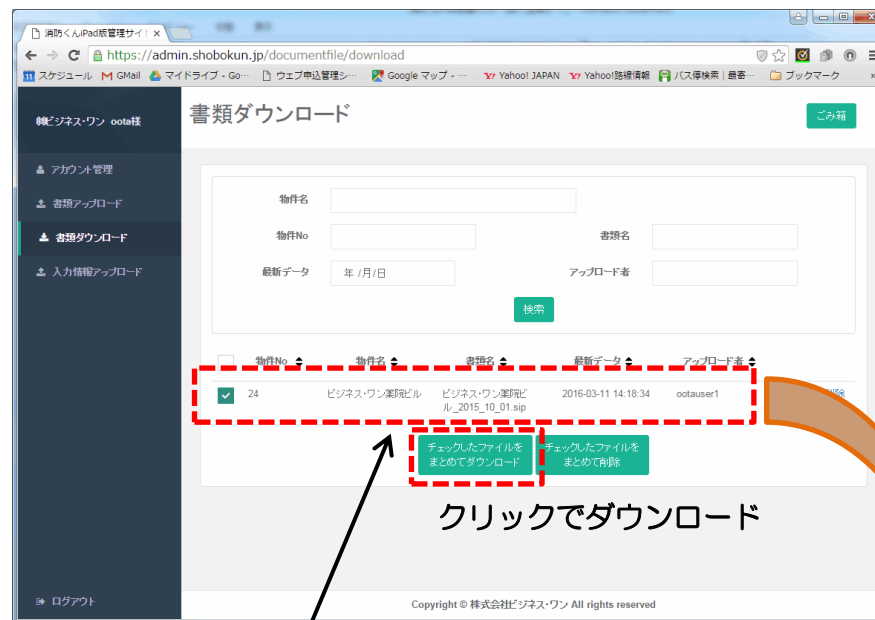 消防くんiPad版管理サイト
https://admin.shobokun.jp/documentfile/download
スケジュール GMail マイドライブ - Go… ウェブ申込管理シ… Google マップ - … Yahoo! JAPAN Yahoo!路線情報 バス停検索｜最寄… ブックマーク
㈱ビジネス・ワン oota様
書類ダウンロード
ごみ箱
アカウント管理
書類アップロード
書類ダウンロード
入力情報アップロード
物件名
物件No
書類名
最新データ
年 /月/日
アップロード者
検索
物件No 物件名 書類名 最新データ アップロード者
24 ビジネス・ワン薬院ビル ビジネス・ワン薬院ビ 2016-03-11 14:18:34 ootauser1
ル_2015_10_01.sip
チェックしたファイルを
まとめてダウンロード
チェックしたファイルを
まとめて削除
クリックでダウンロード
ログアウト
Copyright © 株式会社ビジネス・ワン All rights reserved